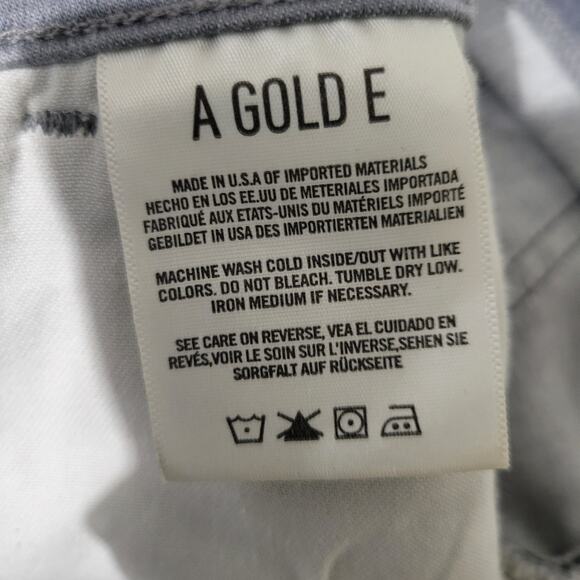 A GOLD E
MADE IN U.S.A OF IMPORTED MATERIALS
HECHO EN LOS EE.UU DE METERIALES IMPORTADA
FABRIQUÉ AUX ETATS-UNIS DU MATÉRIELS IMPORTÉ
GEBILDET IN USA DES IMPORTIERTEN MATERIALIEN
MACHINE WASH COLD INSIDE/OUT WITH LIKE
COLORS. DO NOT BLEACH. TUMBLE DRY LOW.
IRON MEDIUM IF NECESSARY.
SEE CARE ON REVERSE, VEA EL CUIDADO EN
REVÉS,VOIR LE SOIN SUR L'INVERSE,SEHEN SIE
SORGFALT AUF RÜCKSEITE